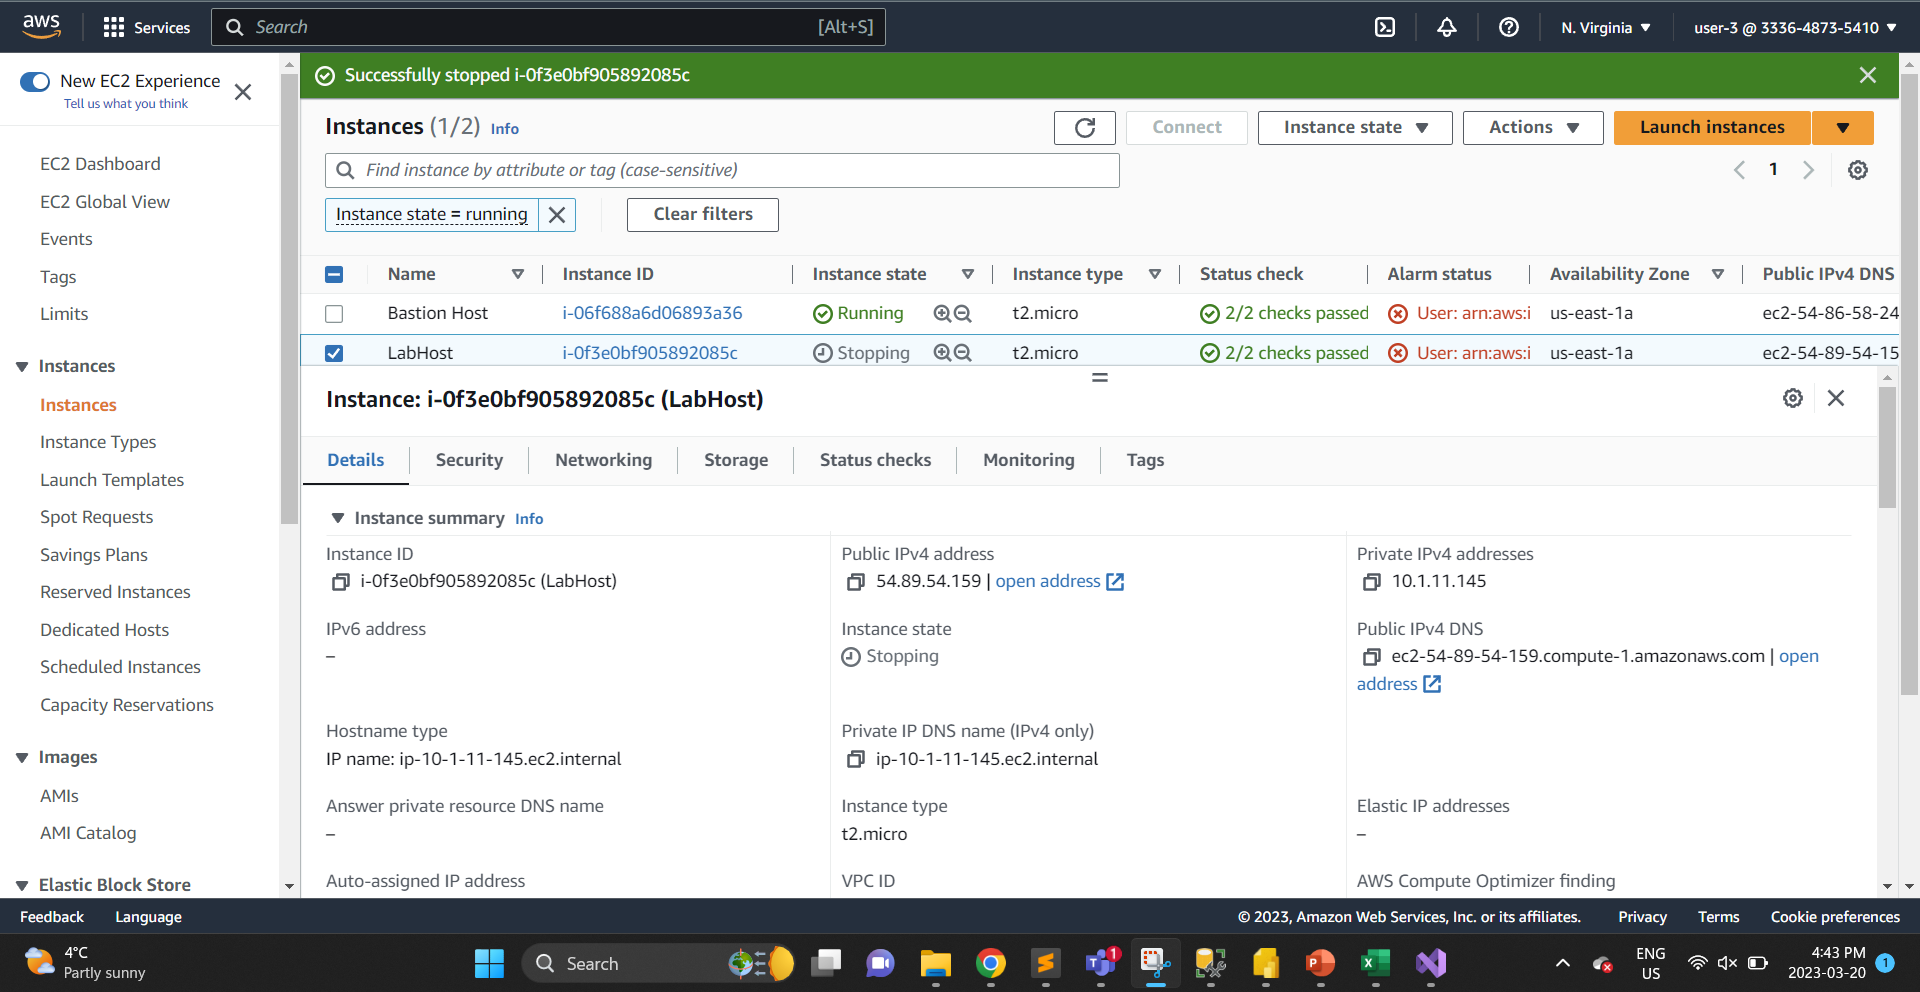 aws
Services
Search
[Alt+S]
N. Virginia
user-3 @ 3336-4873-5410
New EC2 Experience
Tell us what you think
EC2 Dashboard
EC2 Global View
Events
Tags
Limits
Instances
Instances
Instance Types
Launch Templates
Spot Requests
Savings Plans
Reserved Instances
Dedicated Hosts
Scheduled Instances
Capacity Reservations
Images
AMIs
AMI Catalog
Elastic Block Store
Successfully stopped i-0f3e0bf905892085c
Instances (1/2) Info
Connect
Instance state
Actions
Launch instances
Find instance by attribute or tag (case-sensitive)
1
Instance state = running
Clear filters
Name Instance ID Instance state Instance type Status check Alarm status Availability Zone Public IPv4 DNS
Bastion Host i-06f688a6d06893a36 Running t2.micro 2/2 checks passed User: arn:aws:i us-east-1a ec2-54-86-58-24
LabHost i-0f3e0bf905892085c Stopping t2.micro 2/2 checks passed User: arn:aws:i us-east-1a ec2-54-89-54-15
Instance: i-0f3e0bf905892085c (LabHost)
Details Security Networking Storage Status checks Monitoring Tags
Instance summary Info
Instance ID
i-0f3e0bf905892085c (LabHost)
Public IPv4 address
54.89.54.159 | open address
Private IPv4 addresses
10.1.11.145
IPv6 address
–
Instance state
Stopping
Public IPv4 DNS
ec2-54-89-54-159.compute-1.amazonaws.com | open
address
Hostname type
IP name: ip-10-1-11-145.ec2.internal
Private IP DNS name (IPv4 only)
ip-10-1-11-145.ec2.internal
Answer private resource DNS name
–
Instance type
t2.micro
Elastic IP addresses
–
Auto-assigned IP address
VPC ID
AWS Compute Optimizer finding
Feedback
Language
© 2023, Amazon Web Services, Inc. or its affiliates.
Privacy
Terms
Cookie preferences
4°C
Partly sunny
Search
1
ENG
US
4:43 PM
2023-03-20
1